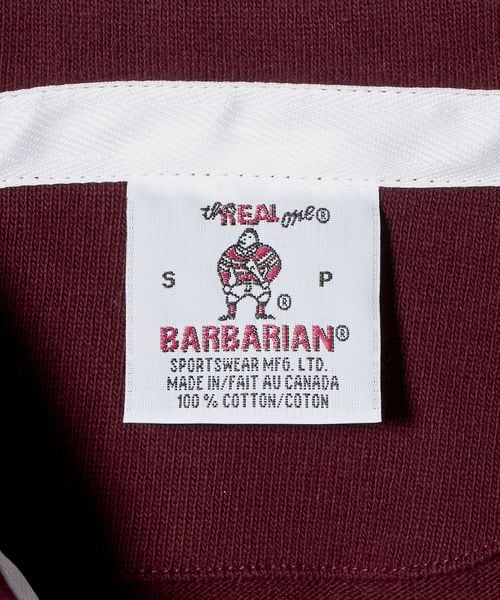 the REAL one®
S P
®
BARBARIAN®
SPORTSWEAR MFG. LTD.
MADE IN/FAIT AU CANADA
100 % COTTON/COTON